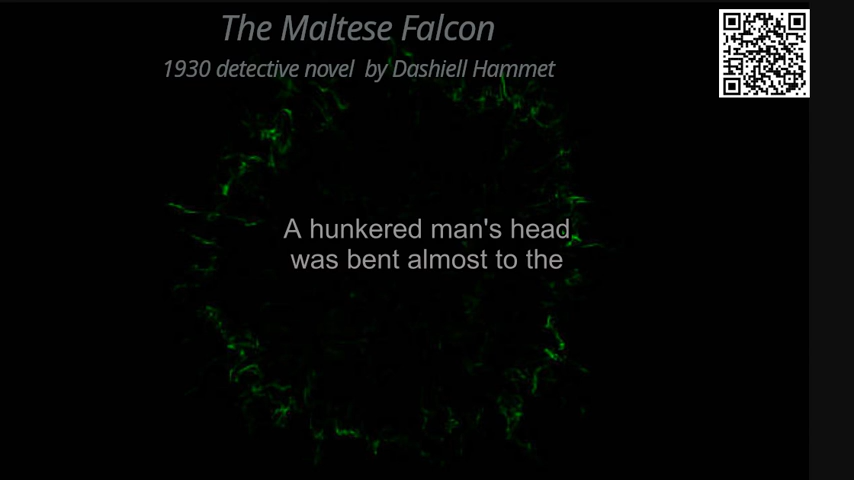 The Maltese Falcon
1930 detective novel by Dashiell Hammet
A hunkered man's head
was bent almost to the